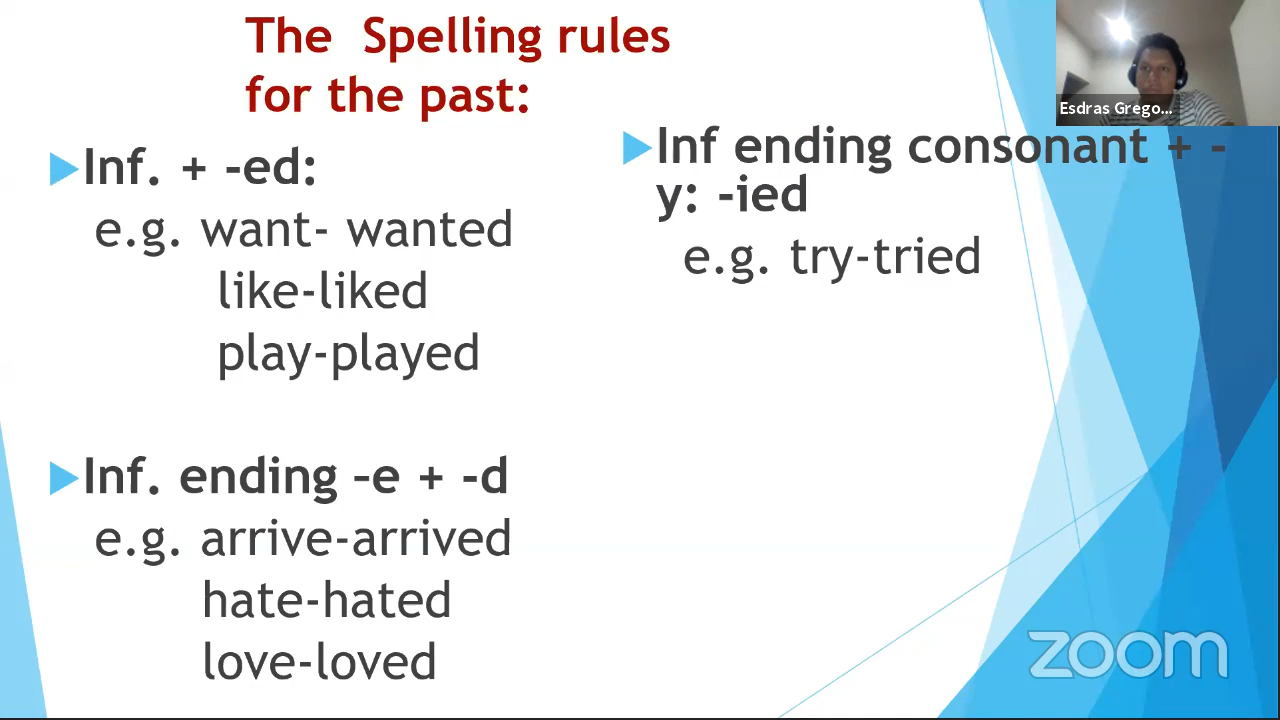 The Spelling rules
for the past:
Inf. + -ed:
e.g. want- wanted
like-liked
play-played
Inf. ending –e + -d
e.g. arrive-arrived
hate-hated
love-loved
Inf ending consonant + -
y: -ied
e.g. try-tried
Esdras Grego...
zoom